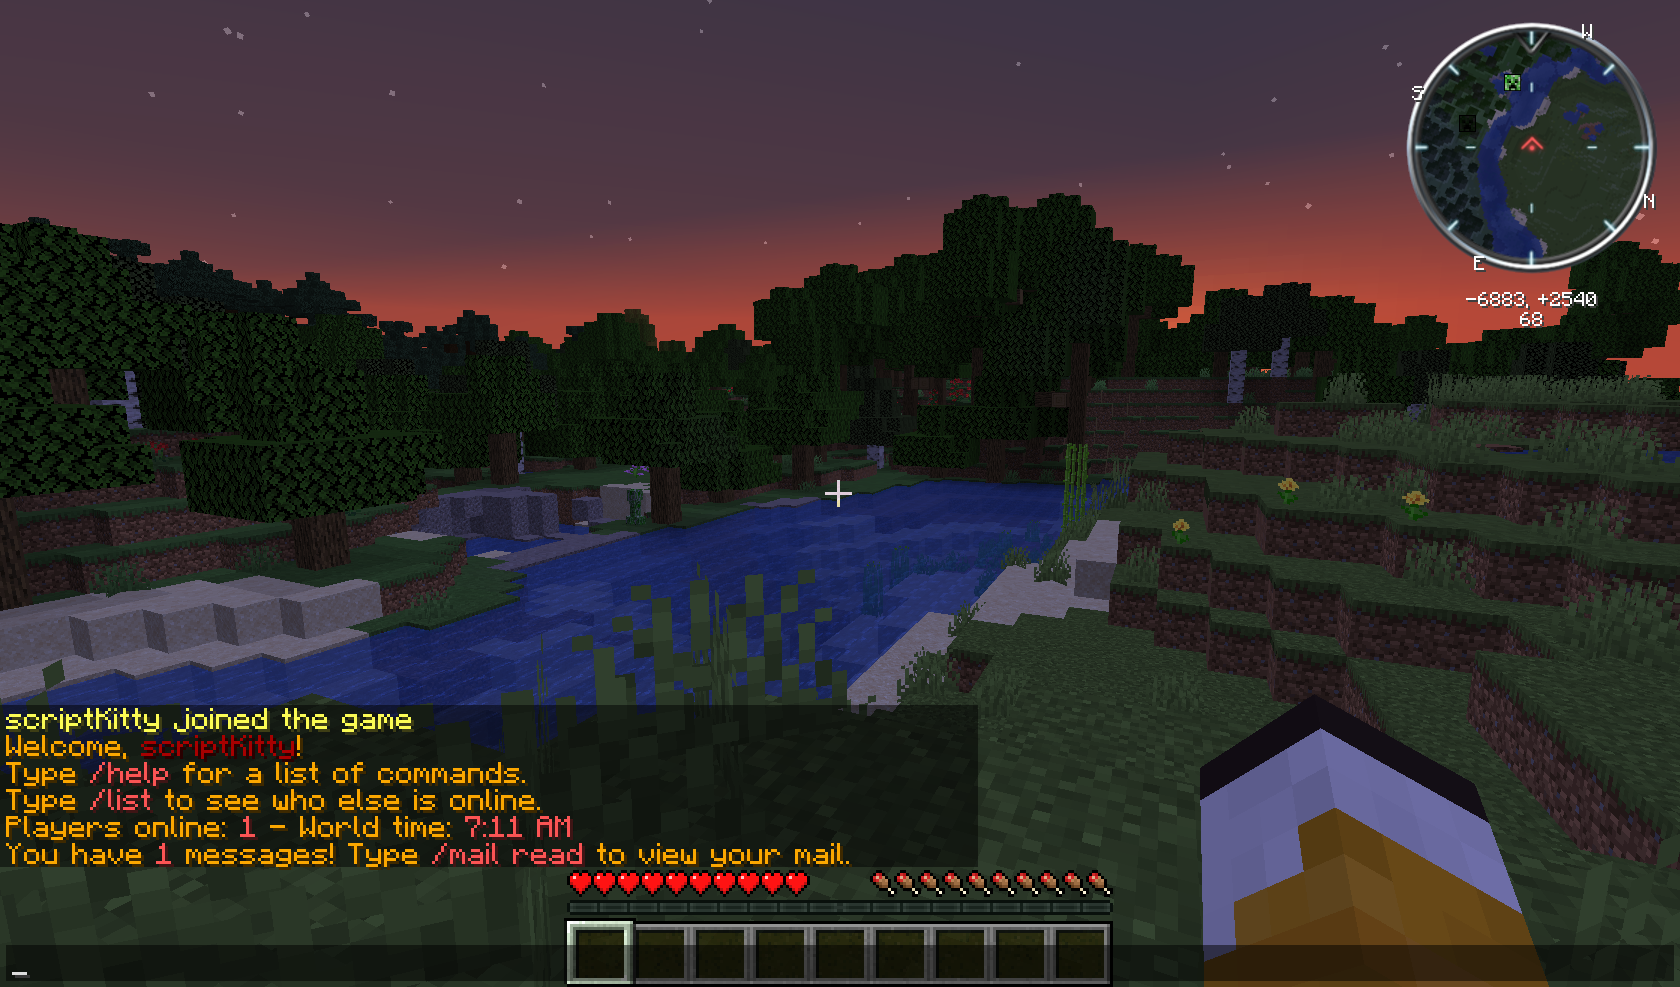 W
S
N
E
-6883, +2540
68
scriptKitty joined the game
Welcome, scriptKitty!
Type /help for a list of commands.
Type /list to see who else is online.
Players online: 1 - World time: 7:11 AM
You have 1 messages! Type /mail read to view your mail.
_